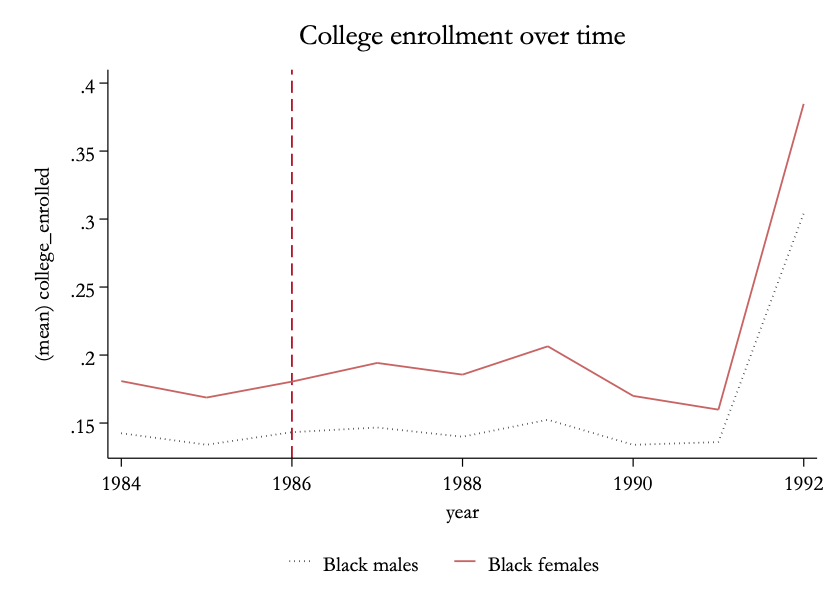 College enrollment over time
(mean) college_enrolled
.4
.35
.3
.25
.2
.15
1984 1986 1988 1990 1992
year
Black males Black females